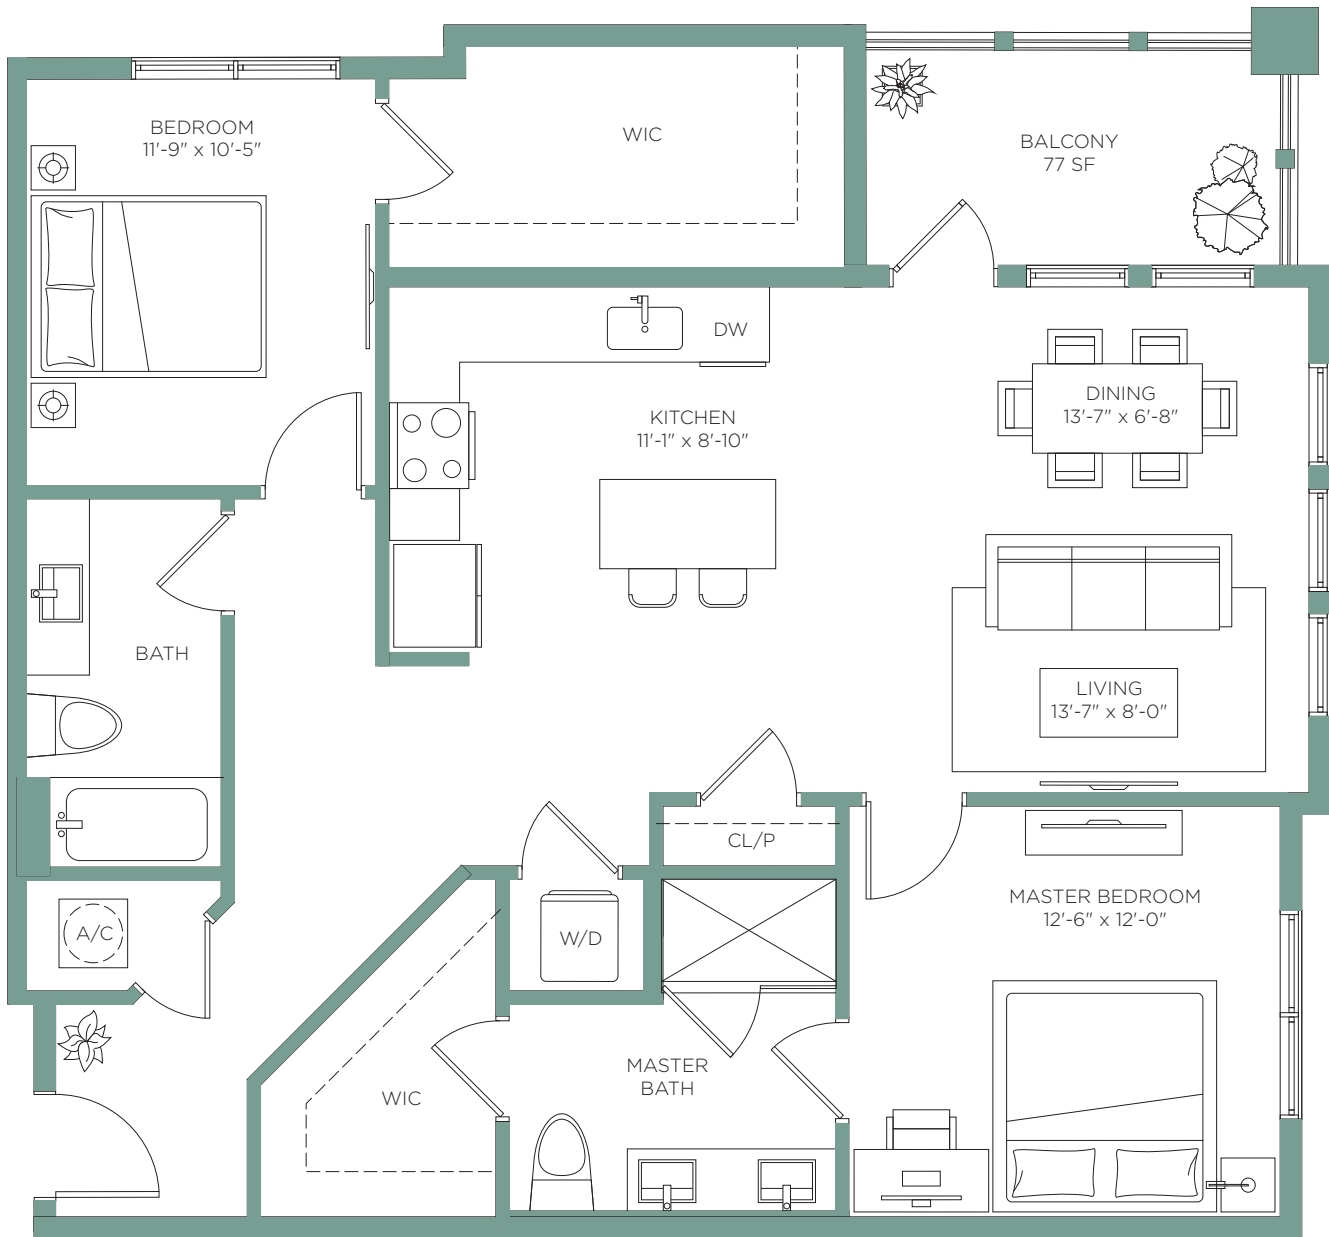 BEDROOM
11'-9" x 10'-5"
WIC
BALCONY
77 SF
DW
KITCHEN
11'-1" x 8'-10"
DINING
13'-7" x 6'-8"
BATH
LIVING
13'-7" x 8'-0"
CL/P
MASTER BEDROOM
12'-6" x 12'-0"
A/C
W/D
MASTER
BATH
WIC